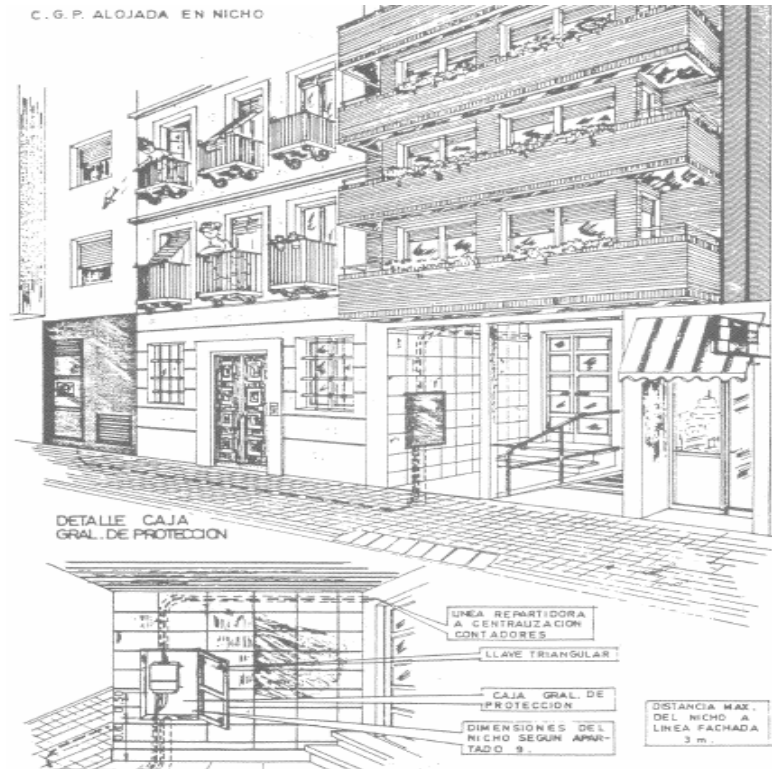 C.G.P. ALOJADA EN NICHO
DETALLE CAJA
GRAL. DE PROTECCION
LINEA REPARTIDORA
A CENTRALIZACION
CONTADORES
LLAVE TRIANGULAR
CAJA GRAL. DE
PROTECCION
DIMENSIONES DEL
NICHO SEGUN APAR-
TADO 9.
DISTANCIA MAX.
DEL NICHO A
LINEA FACHADA
3 m.